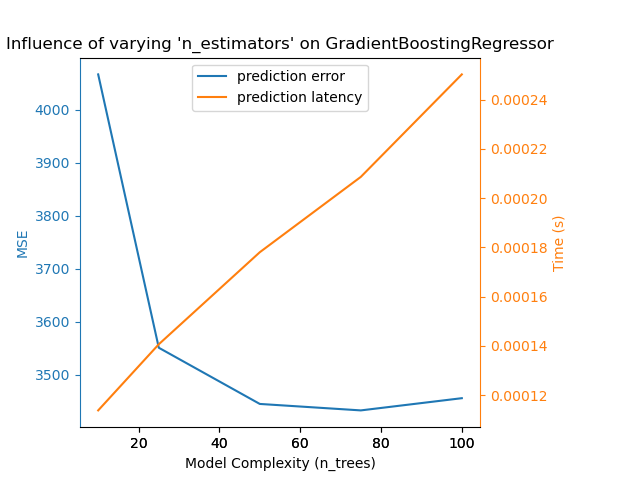 Influence of varying 'n_estimators' on GradientBoostingRegressor
prediction error
prediction latency
4000
3900
3800
3700
3600
3500
MSE
0.00024
0.00022
0.00020
0.00018
0.00016
0.00014
0.00012
Time (s)
20 40 60 80 100
Model Complexity (n_trees)